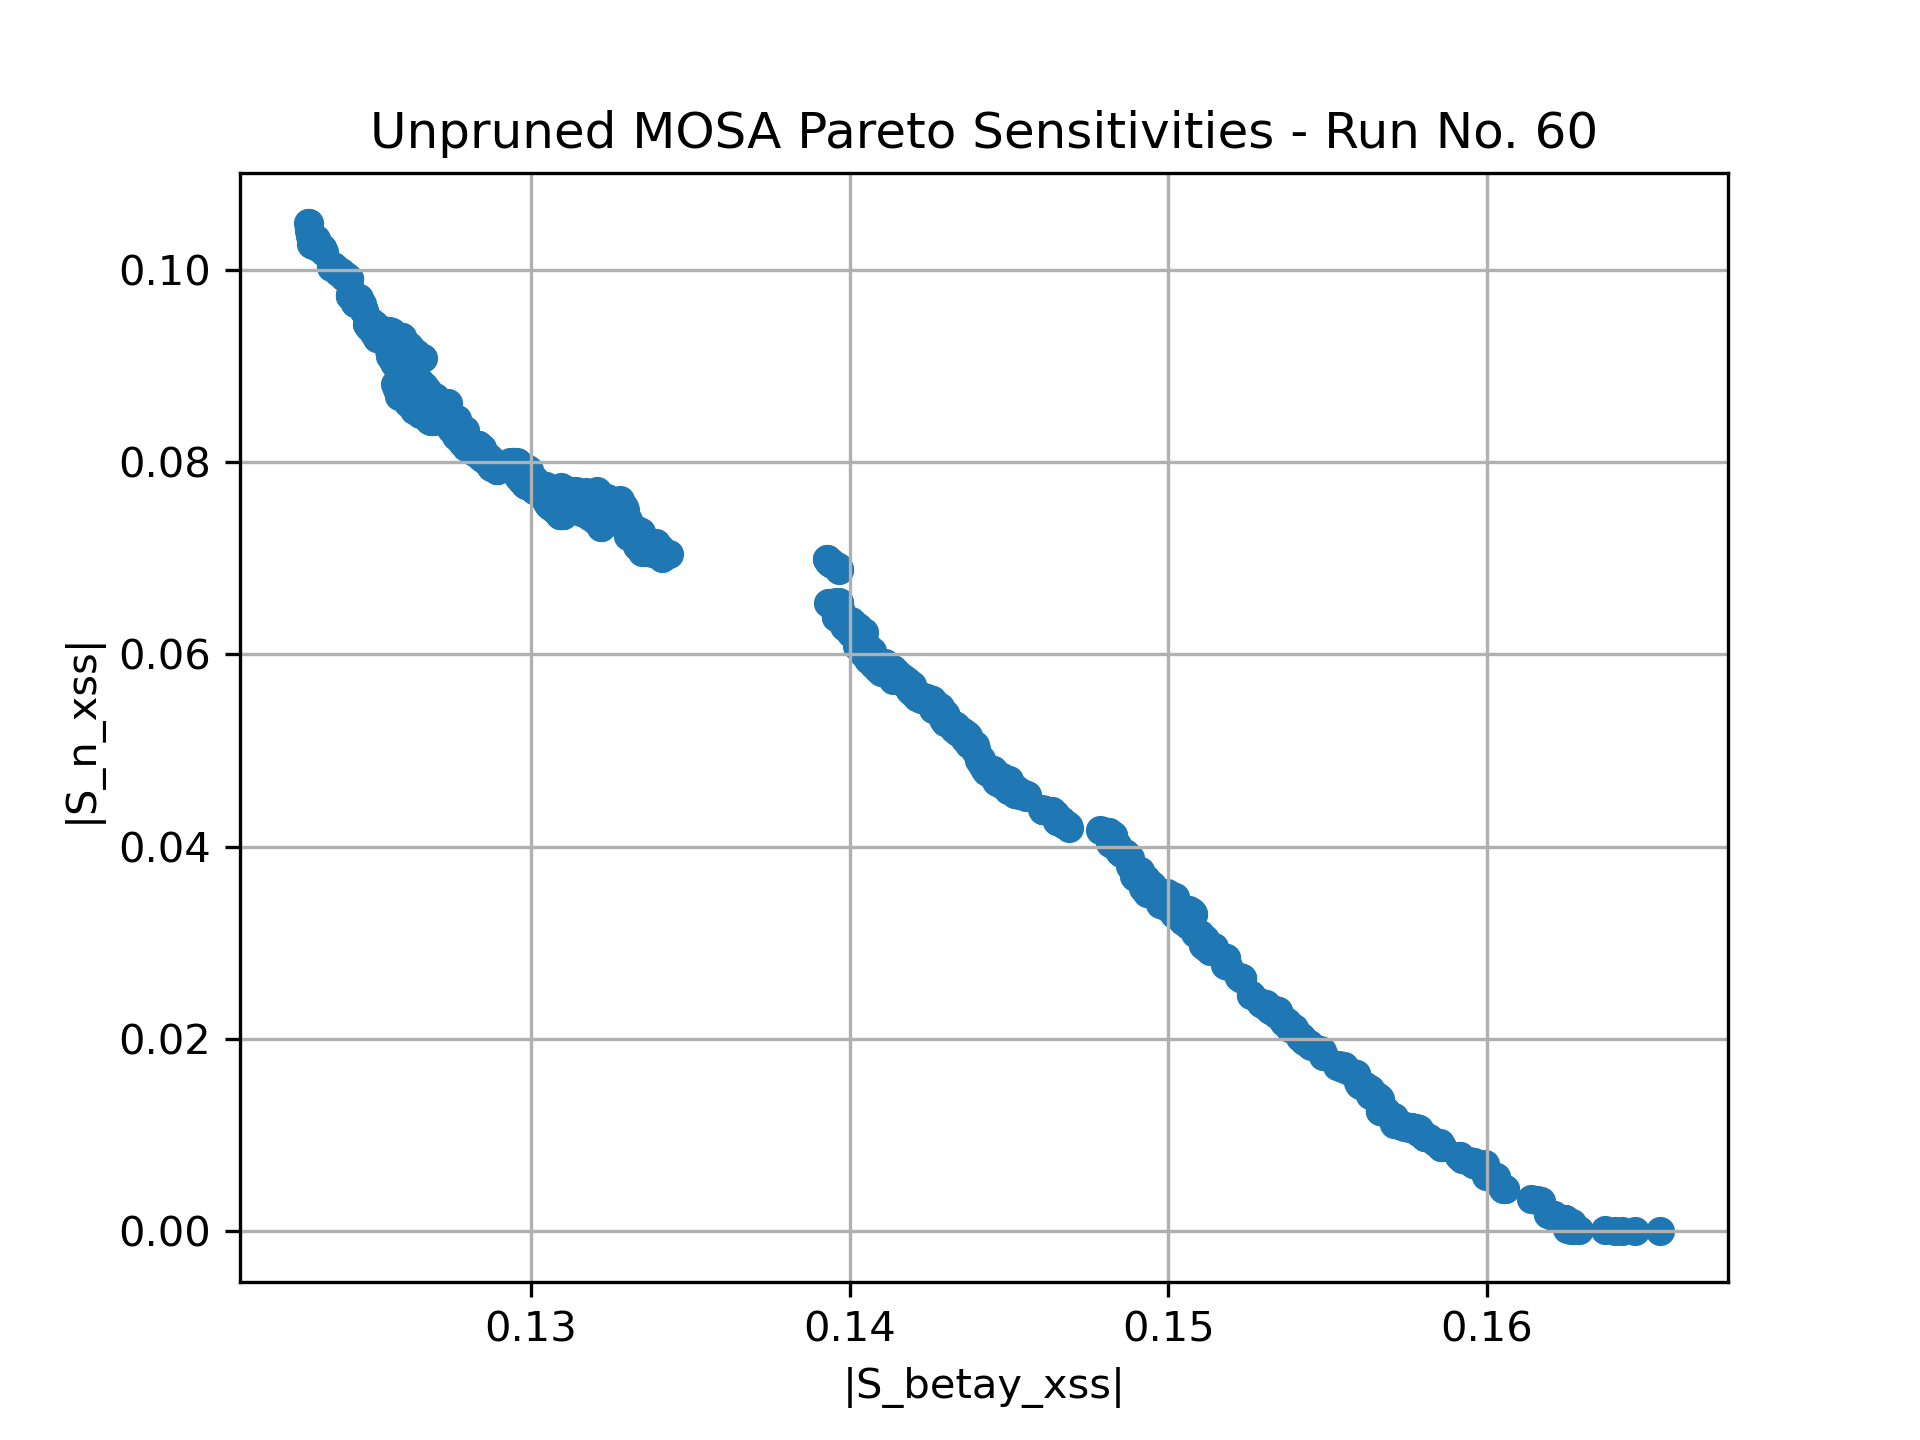 Unpruned MOSA Pareto Sensitivities - Run No. 60
0.10
0.08
0.06
0.04
0.02
0.00
|S_n_xss|
0.13 0.14 0.15 0.16
|S_betay_xss|